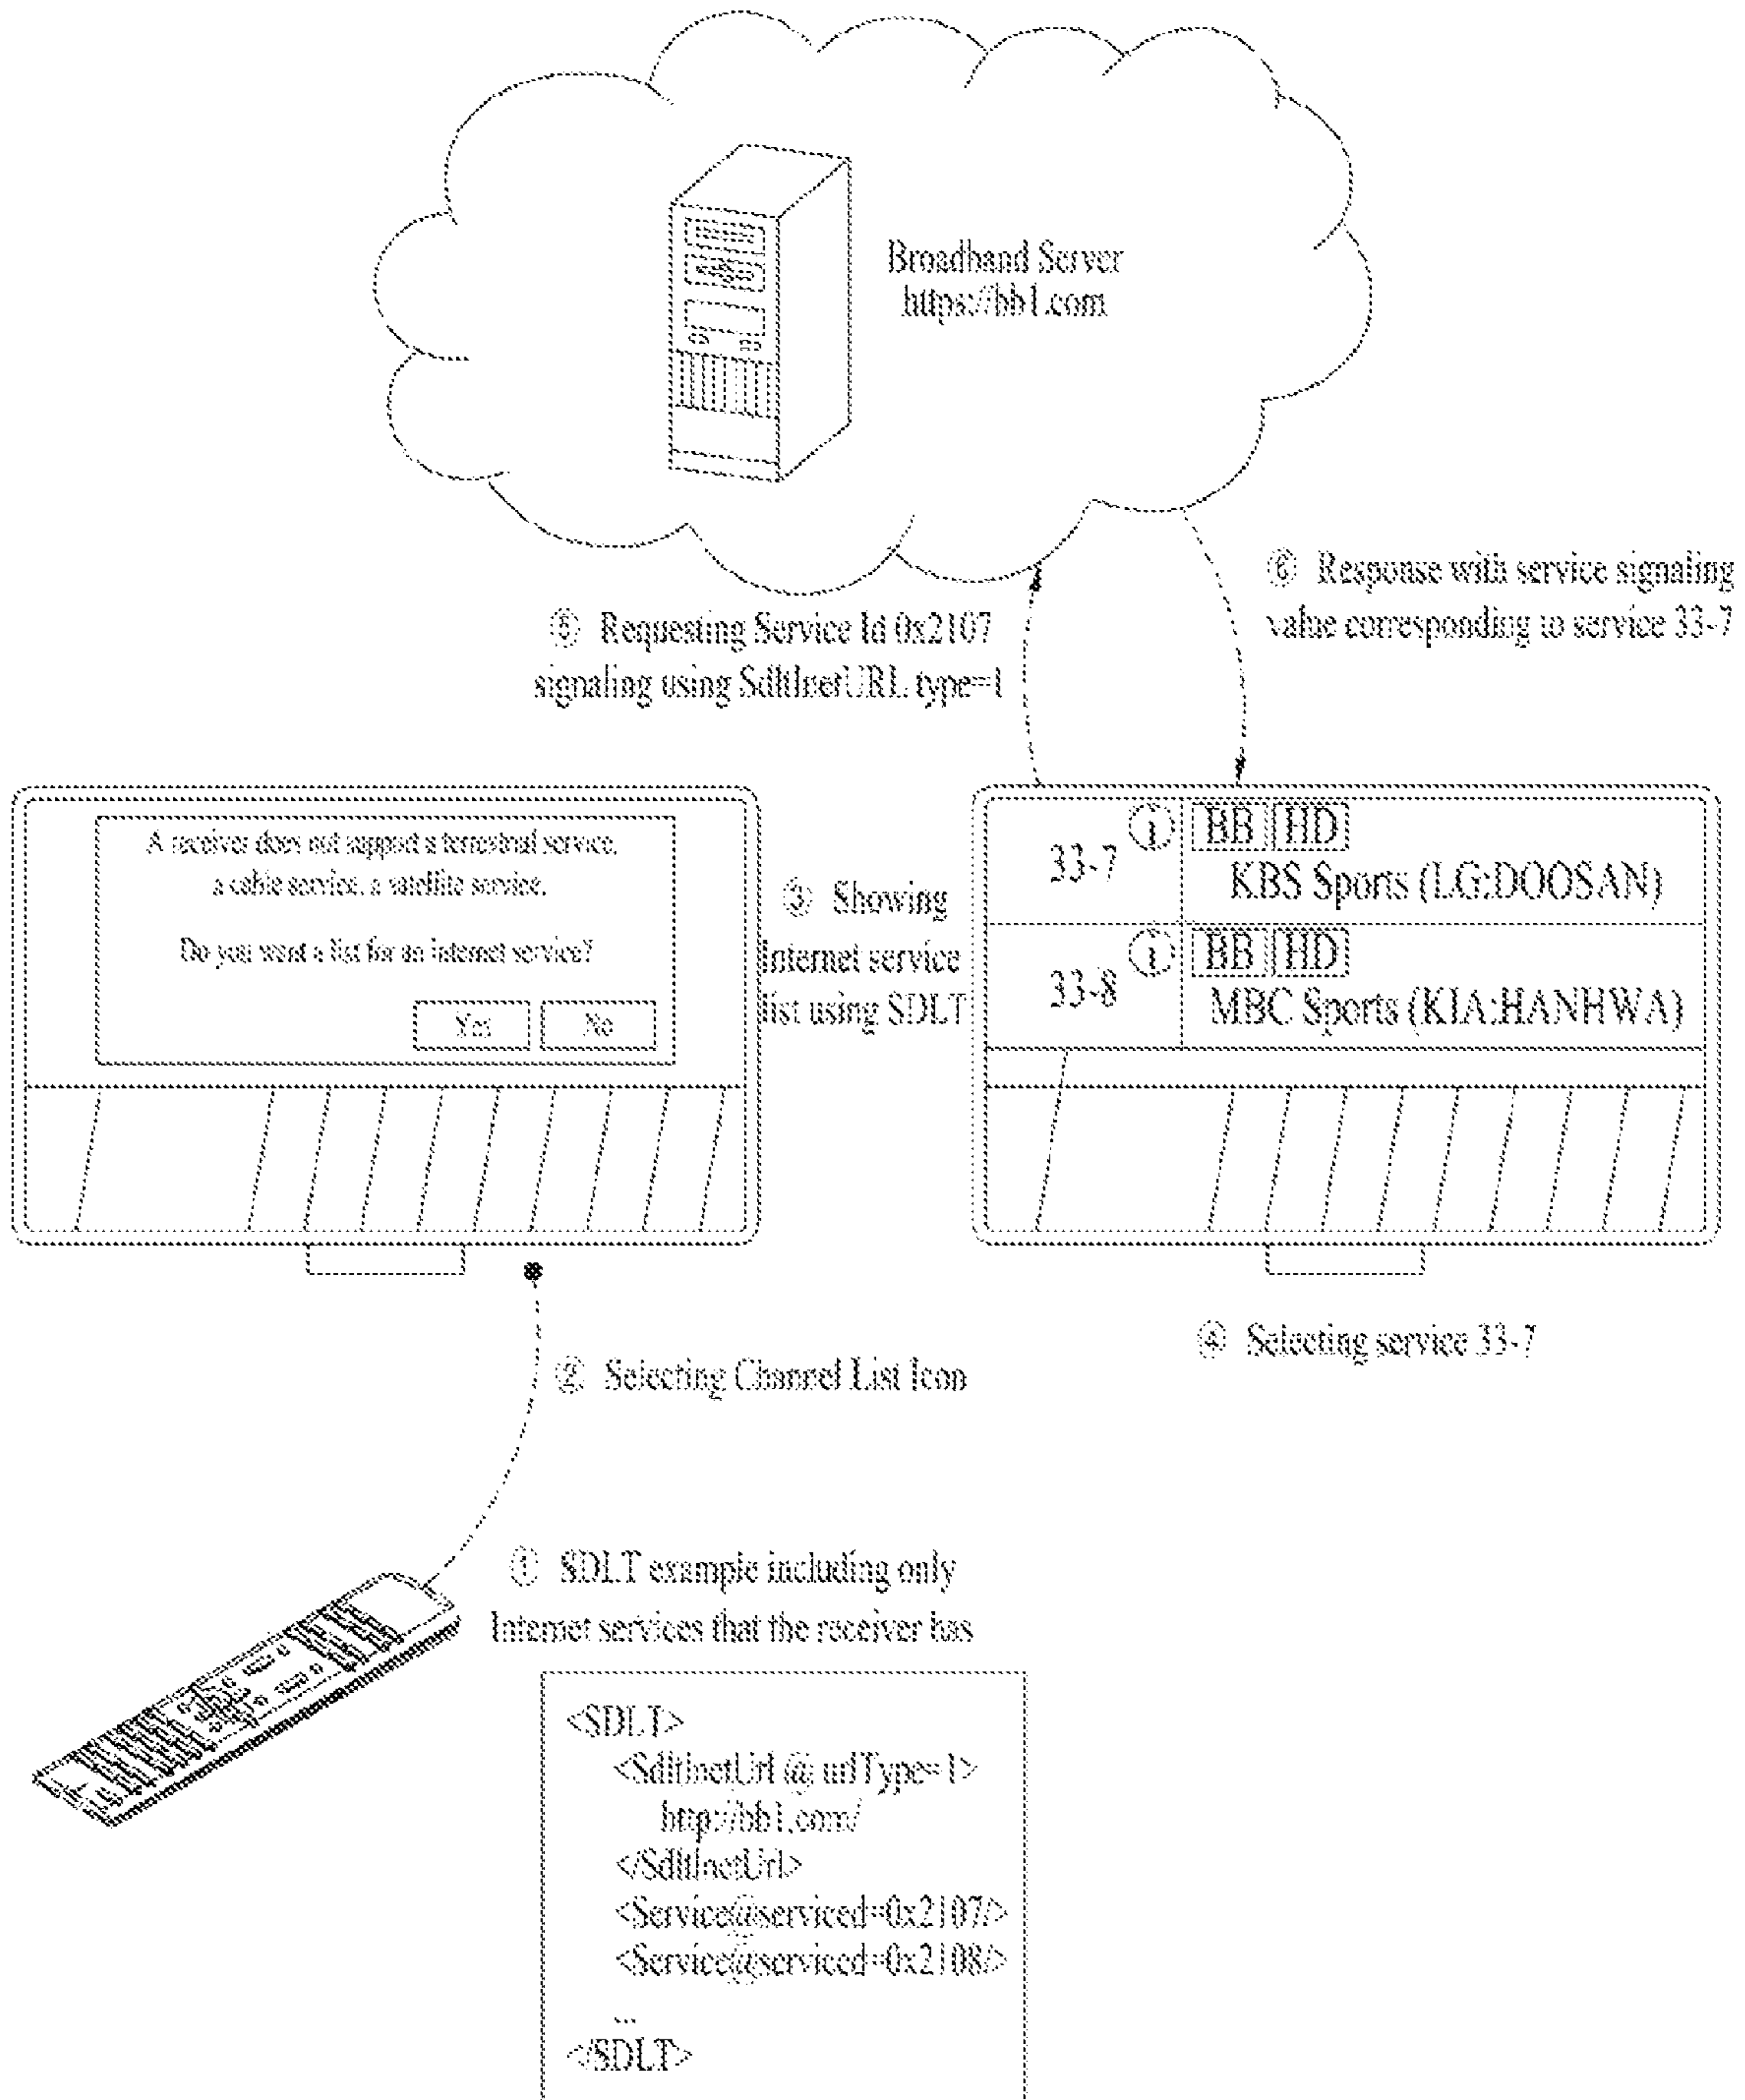 Broadband Server
https://bb1.com
⑥ Response with service signaling
value corresponding to service 33-7
⑤ Requesting Service Id 0x2107
signaling using SdltInetURL type=1
A receiver does not support a terrestrial service,
a cable service, a satellite service.
Do you want a list for an internet service?
Yes No
③ Showing
Internet service
list using SDLT
33-7 i BB HD
KBS Sports (LG:DOOSAN)
33-8 i BB HD
MBC Sports (KIA:HANHWA)
④ Selecting service 33-7
② Selecting Channel List Icon
① SDLT example including only
Internet services that the receiver has
<SDLT>
<SdltInetUrl @ urlType=1>
http://bb1.com/
</SdltInetUrl>
<Service@serviced=0x2107/>
<Service@serviced=0x2108/>
...
</SDLT>